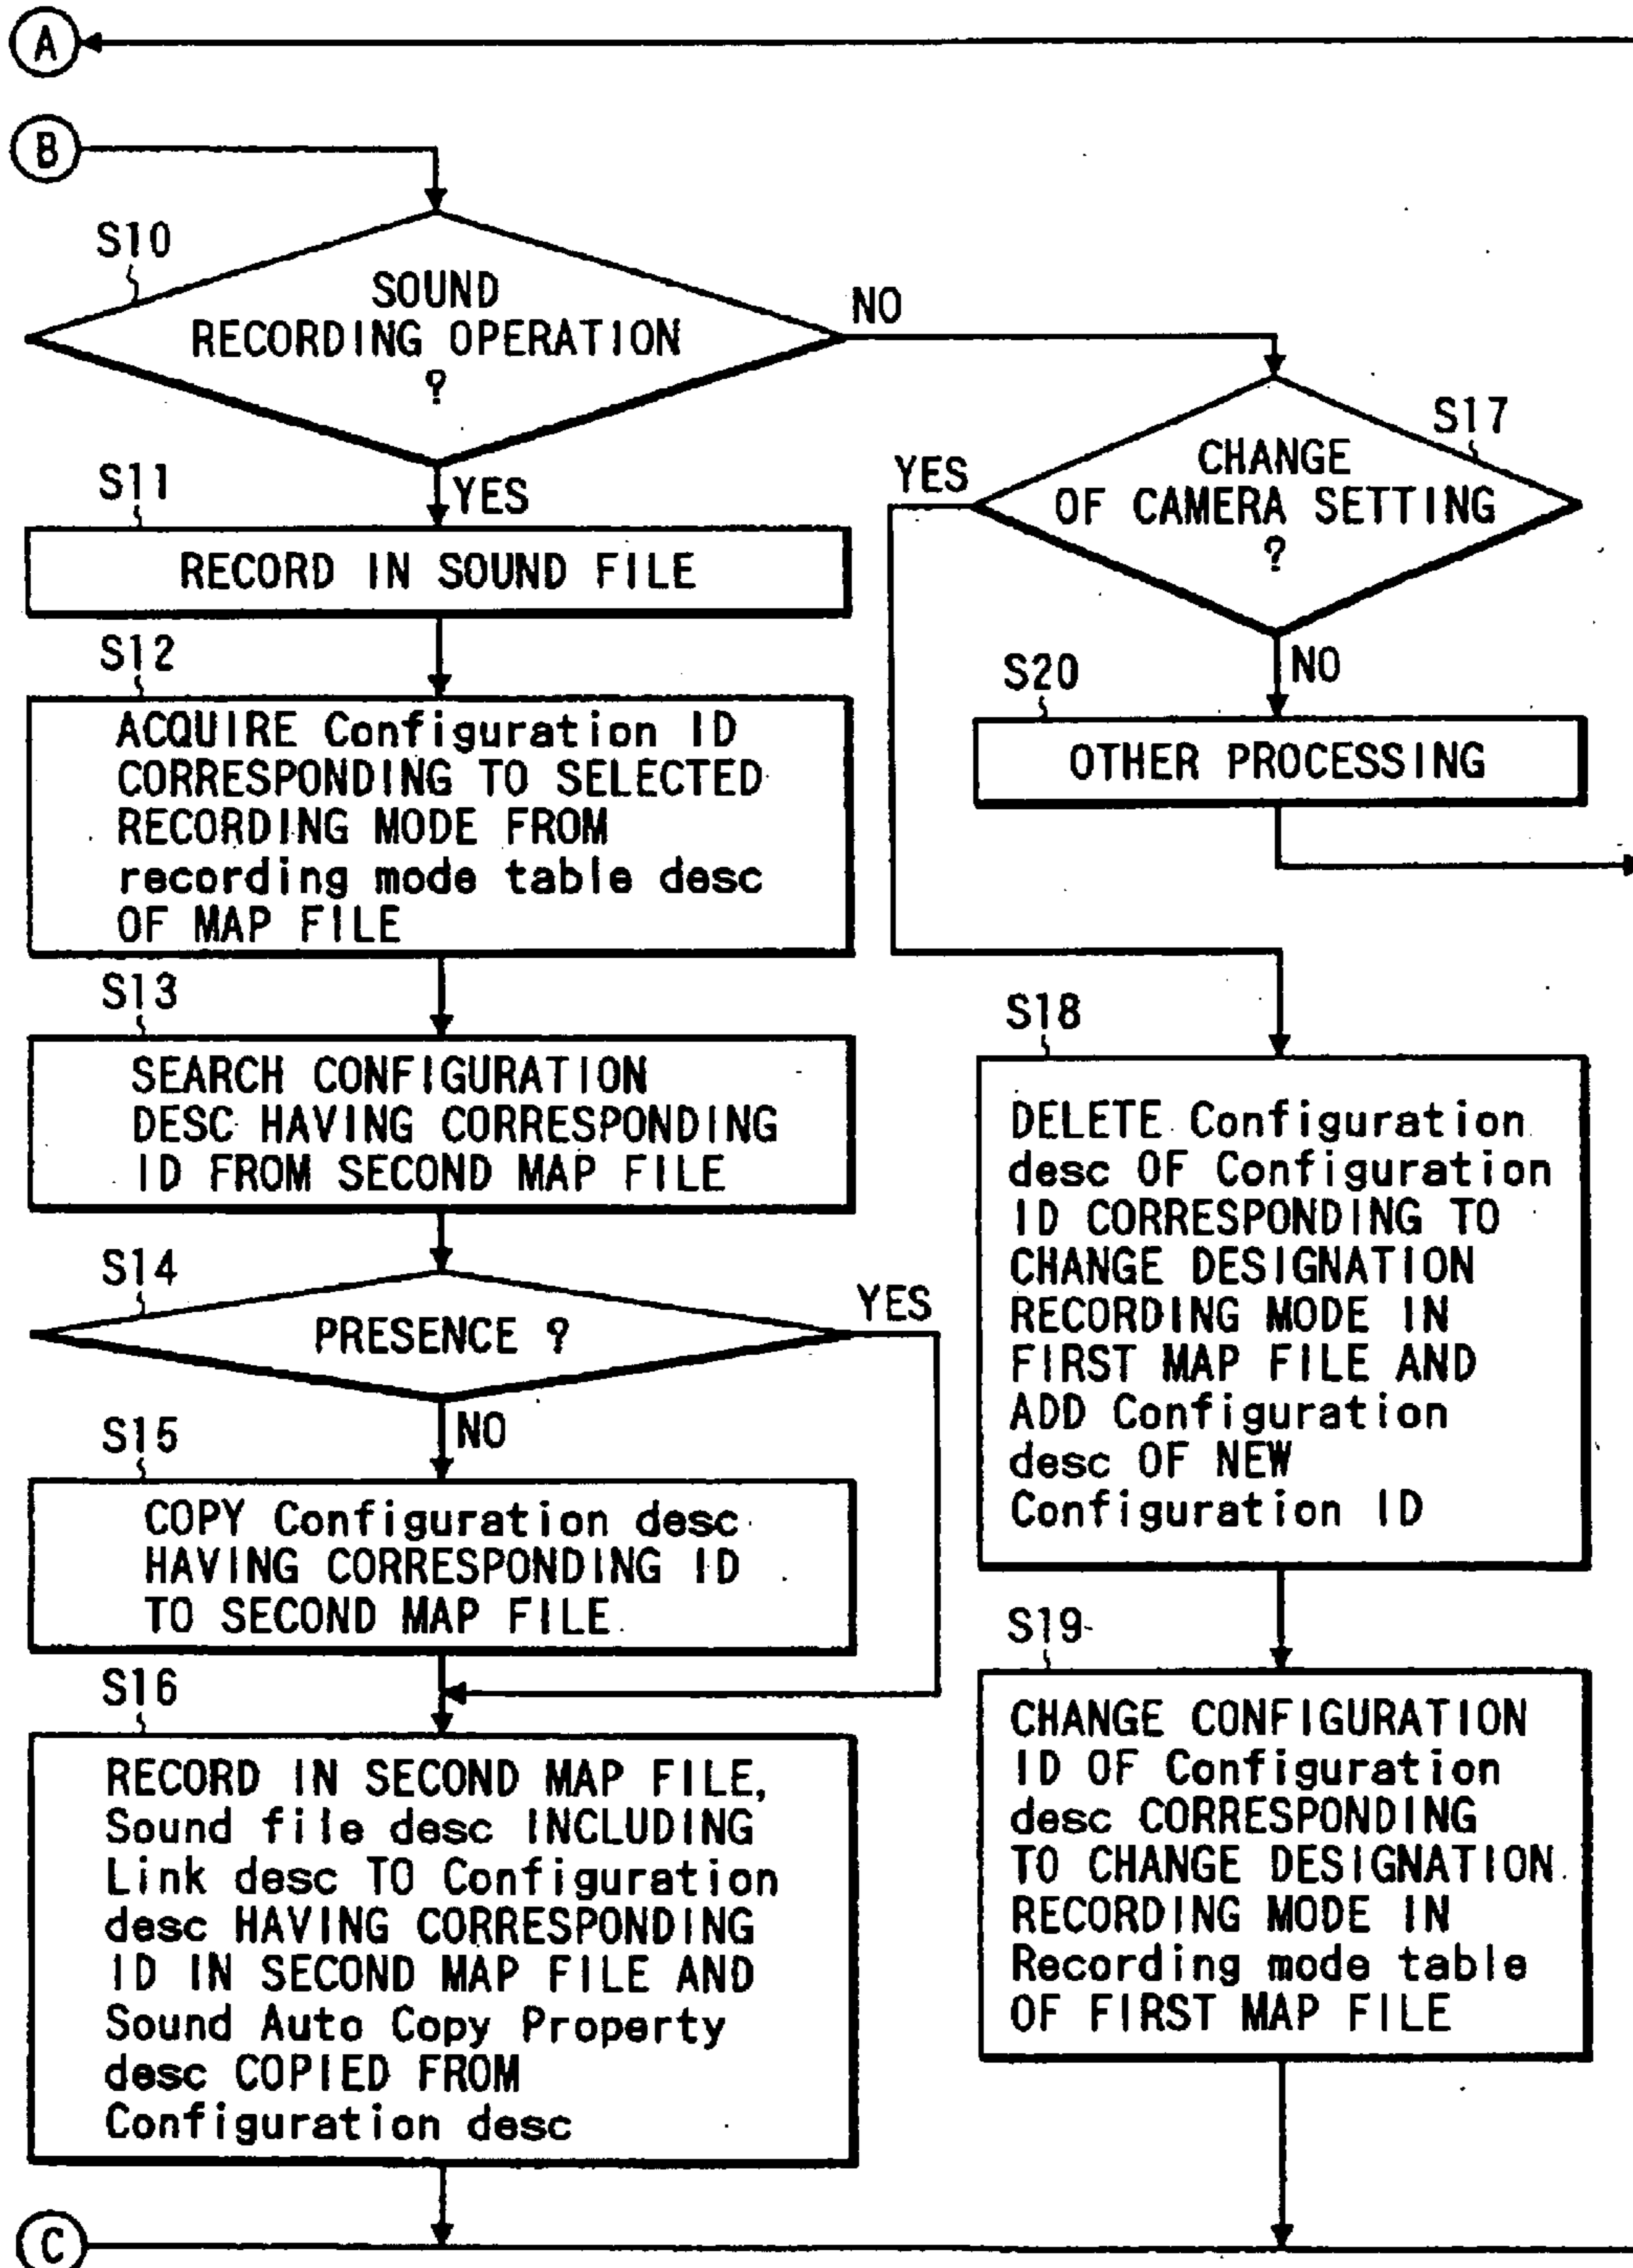 A
B
S10
SOUND
RECORDING OPERATION
?
NO
YES
S11
RECORD IN SOUND FILE
S12
ACQUIRE Configuration ID
CORRESPONDING TO SELECTED
RECORDING MODE FROM
recording mode table desc
OF MAP FILE
S13
SEARCH CONFIGURATION
DESC HAVING CORRESPONDING
ID FROM SECOND MAP FILE
S14
PRESENCE ?
YES
NO
S15
COPY Configuration desc
HAVING CORRESPONDING ID
TO SECOND MAP FILE
S16
RECORD IN SECOND MAP FILE,
Sound file desc INCLUDING
Link desc TO Configuration
desc HAVING CORRESPONDING
ID IN SECOND MAP FILE AND
Sound Auto Copy Property
desc COPIED FROM
Configuration desc
S17
CHANGE
OF CAMERA SETTING
?
YES
NO
S20
OTHER PROCESSING
S18
DELETE Configuration
desc OF Configuration
ID CORRESPONDING TO
CHANGE DESIGNATION
RECORDING MODE IN
FIRST MAP FILE AND
ADD Configuration
desc OF NEW
Configuration ID
S19
CHANGE CONFIGURATION
ID OF Configuration
desc CORRESPONDING
TO CHANGE DESIGNATION
RECORDING MODE IN
Recording mode table
OF FIRST MAP FILE
C